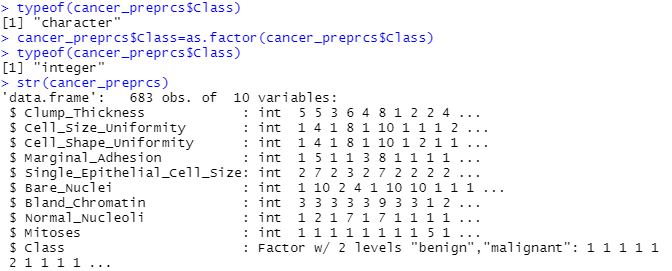 > typeof(cancer_preprcs$Class)
[1] "character"
> cancer_preprcs$Class=as.factor(cancer_preprcs$Class)
> typeof(cancer_preprcs$Class)
[1] "integer"
> str(cancer_preprcs)
'data.frame':   683 obs. of  10 variables:
 $ Clump_Thickness            : int  5 5 3 6 4 8 1 2 2 4 ...
 $ Cell_Size_Uniformity       : int  1 4 1 8 1 10 1 1 1 2 ...
 $ Cell_Shape_Uniformity      : int  1 4 1 8 1 10 1 2 1 1 ...
 $ Marginal_Adhesion          : int  1 5 1 1 3 8 1 1 1 1 ...
 $ Single_Epithelial_Cell_Size: int  2 7 2 3 2 7 2 2 2 2 ...
 $ Bare_Nuclei                : int  1 10 2 4 1 10 10 1 1 1 ...
 $ Bland_Chromatin            : int  3 3 3 3 3 9 3 3 1 2 ...
 $ Normal_Nucleoli            : int  1 2 1 7 1 7 1 1 1 1 ...
 $ Mitoses                    : int  1 1 1 1 1 1 1 1 5 1 ...
 $ Class                      : Factor w/ 2 levels "benign","malignant": 1 1 1 1 1
 2 1 1 1 1 ...